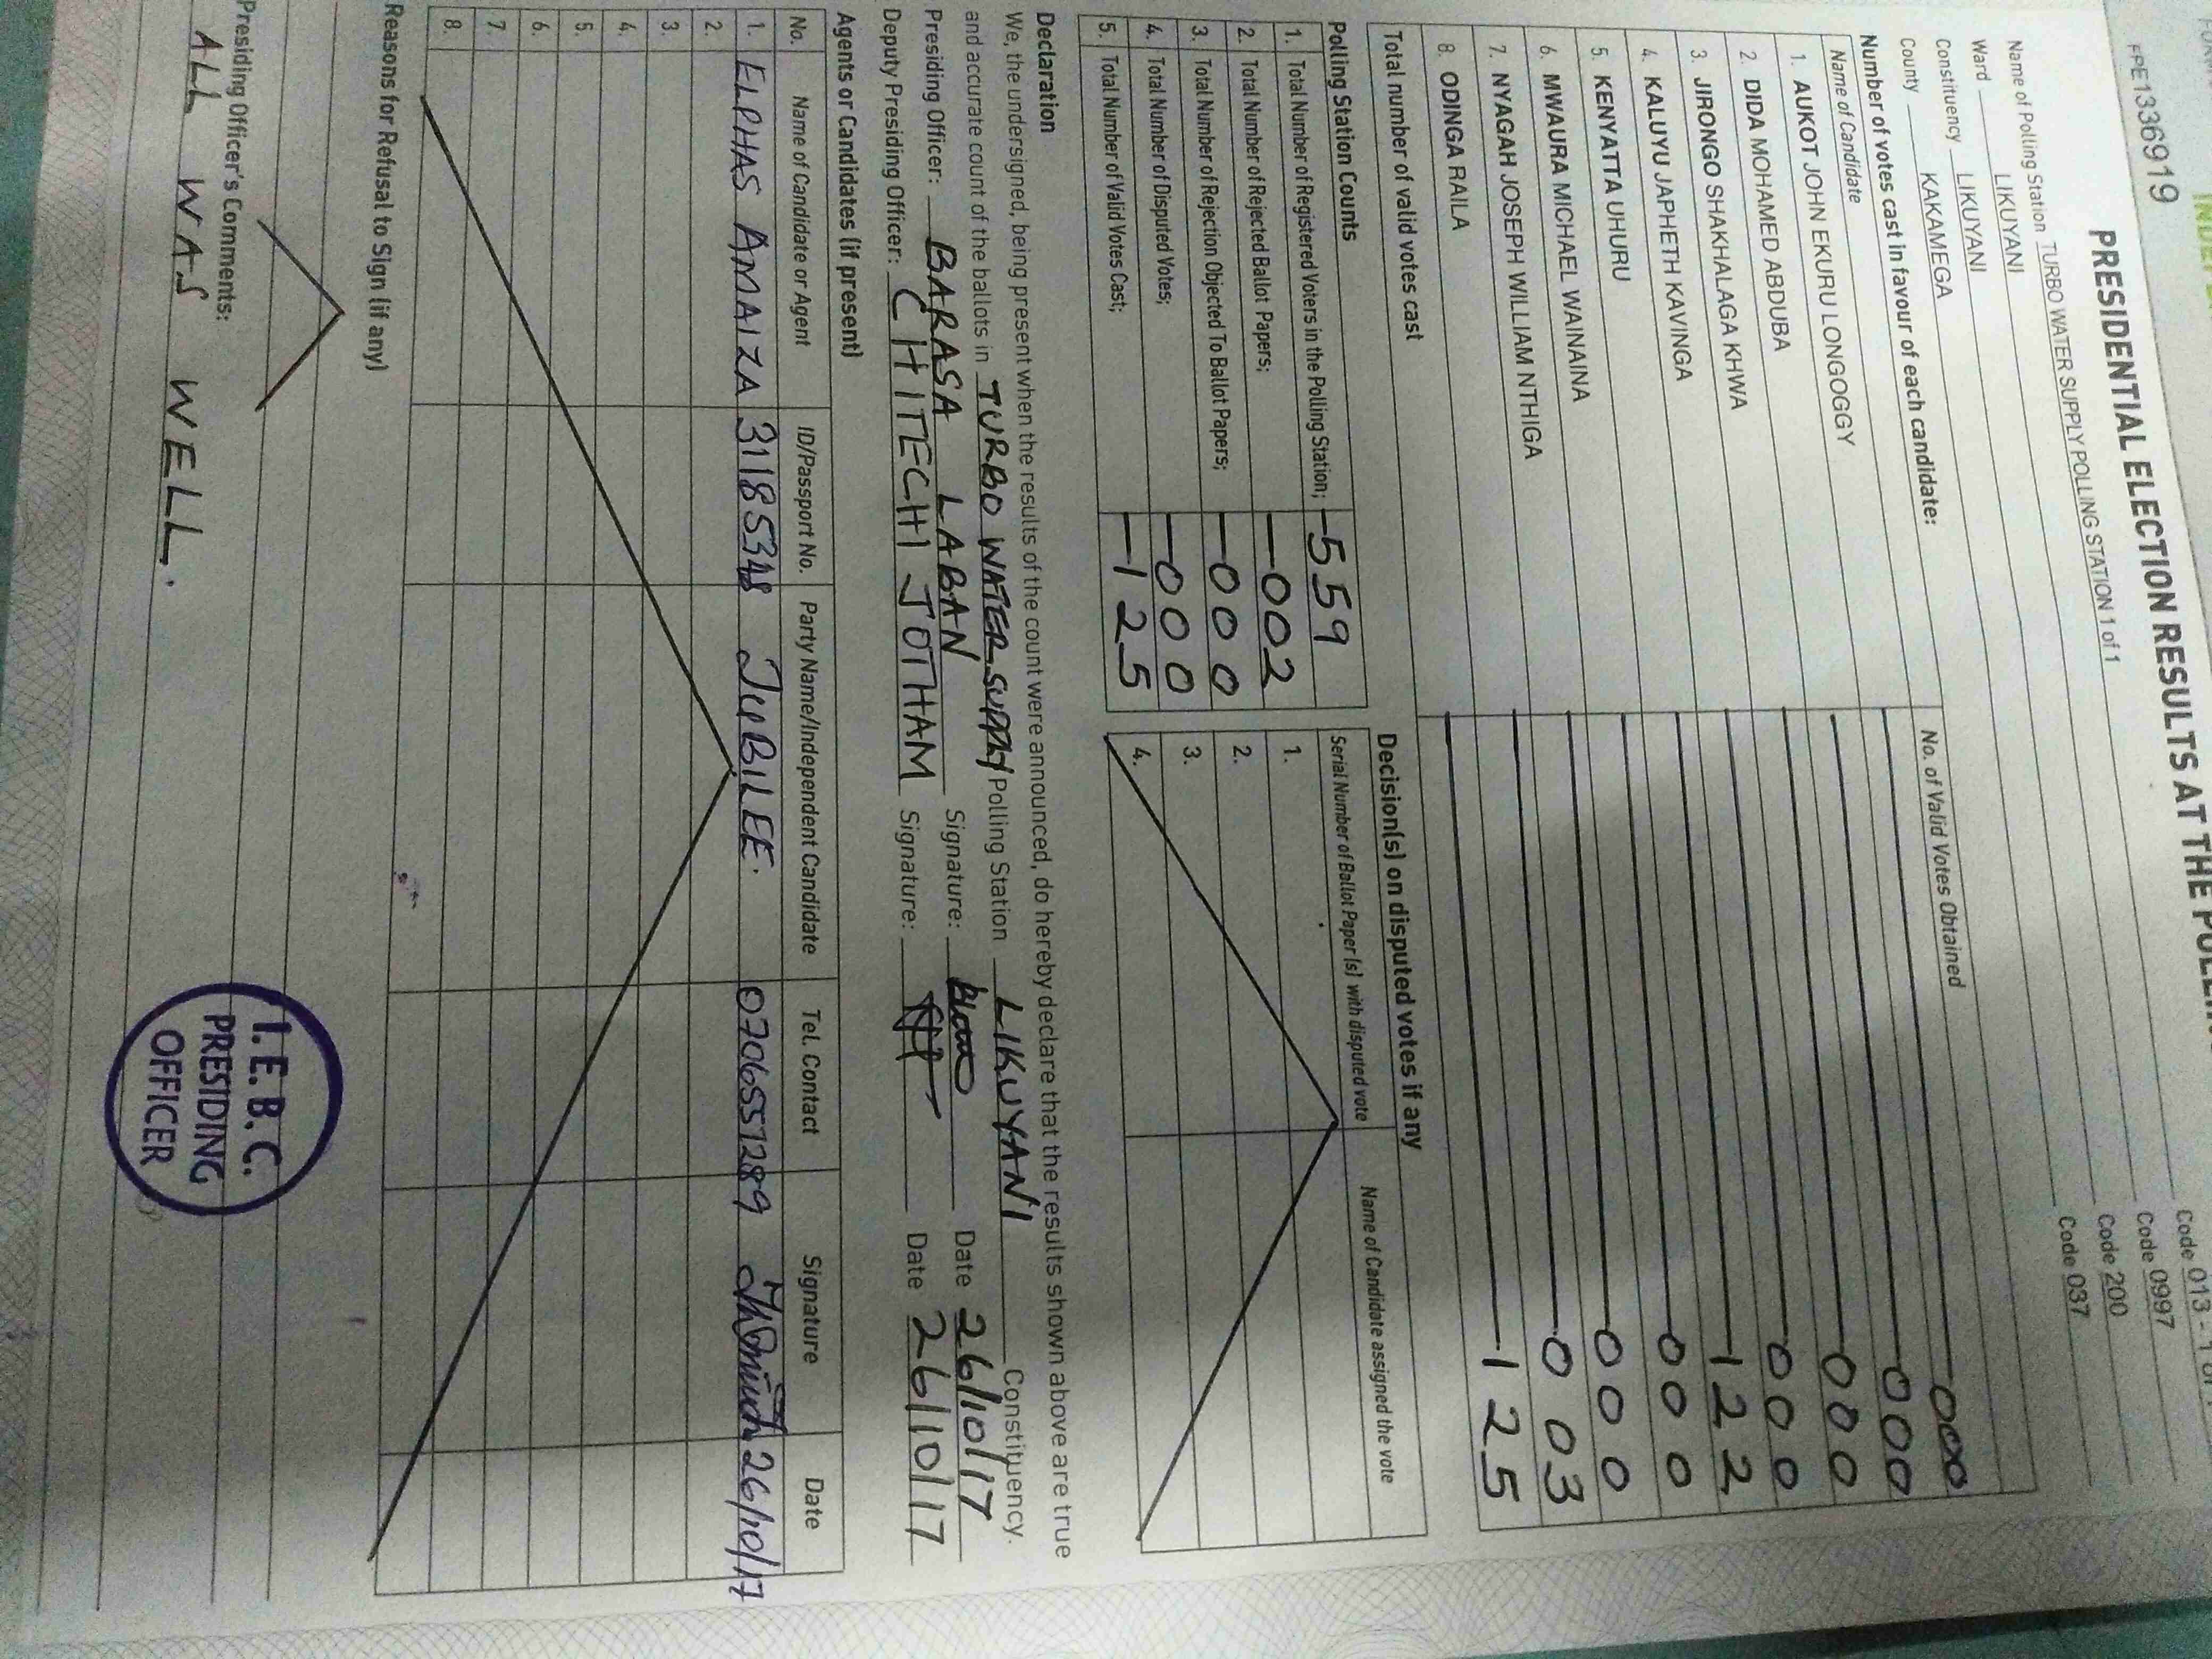 FPE1336919
PRESIDENTIAL ELECTION RESULTS AT THE
Name of Polling Station TURBO WATER SUPPLY POLLING STATION 1 of 1
Ward LIKUYANI Code 0997
Constituency LIKUYANI Code 200
County KAKAMEGA Code 037
Number of votes cast in favour of each candidate:
Name of Candidate No. of Valid Votes Obtained
1. AUKOT JOHN EKURU LONGOGGY 000
2. DIDA MOHAMED ABDUBA 000
3. JIRONGO SHAKHALAGA KHWA 000
4. KALUYU JAPHETH KAVINGA 000
5. KENYATTA UHURU 122
6. MWAURA MICHAEL WAINAINA 000
7. NYAGAH JOSEPH WILLIAM NTHIGA 000
8. ODINGA RAILA 003
Total number of valid votes cast 125
Polling Station Counts
1. Total Number of Registered Voters in the Polling Station; 559
2. Total Number of Rejected Ballot Papers; 002
3. Total Number of Rejection Objected To Ballot Papers; 000
4. Total Number of Disputed Votes; 000
5. Total Number of Valid Votes Cast; 125
Decision(s) on disputed votes if any
Serial Number of Ballot Paper (s) with disputed vote Name of Candidate assigned the vote
1.
2.
3.
4.
Declaration
We, the undersigned, being present when the results of the count were announced, do hereby declare that the results shown above are true
and accurate count of the ballots in TURBO WATER SUPPLY Polling Station LIKUYANI Constituency.
Presiding Officer: BARASA LABAN Signature: Date 26/10/17
Deputy Presiding Officer: CHITECHI JOTHAM Signature: Date 26/10/17
Agents or Candidates (if present)
No. Name of Candidate or Agent ID/Passport No. Party Name/Independent Candidate Tel. Contact Signature Date
1. ELPHAS AMAIZA 31185348 JUBILEE. 0706551289 26/10/17
2.
3.
4.
5.
6.
7.
8.
Reasons for Refusal to Sign (if any)
Presiding Officer's Comments:
ALL WAS WELL.
I.E.B.C.
PRESIDING
OFFICER